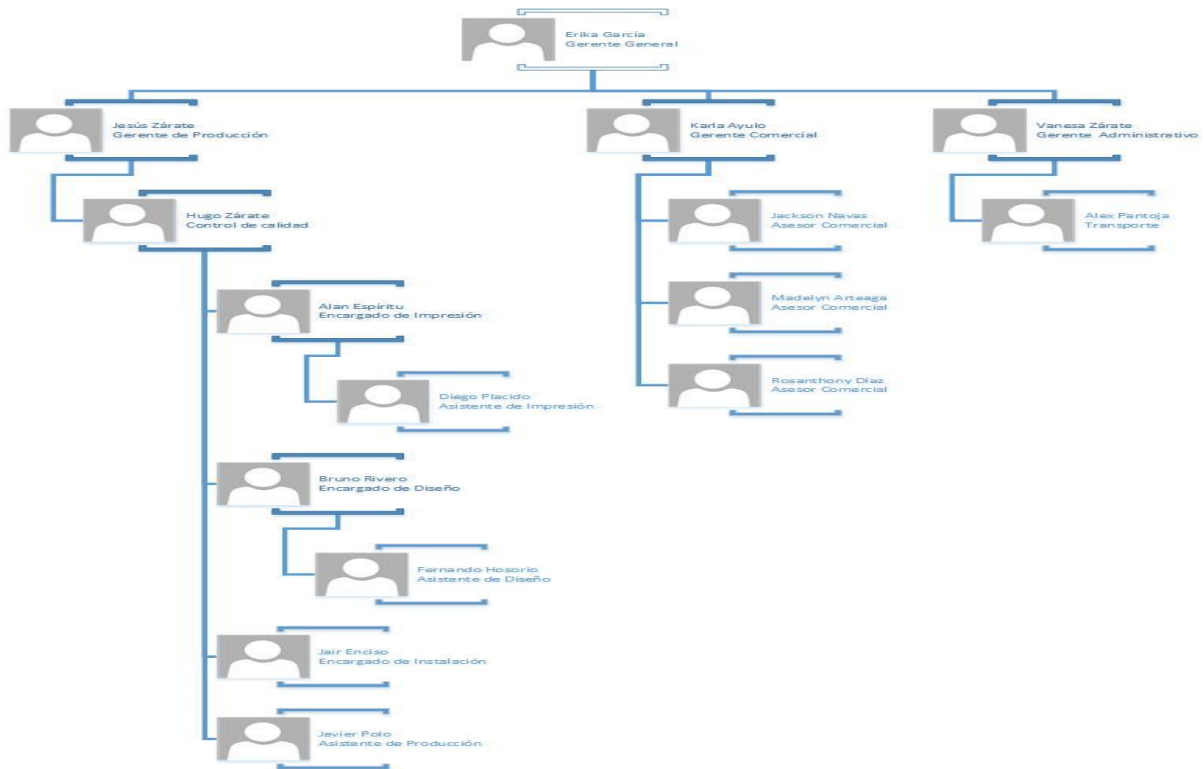 Erika García
Gerente General
Jesús Zárate
Gerente de Producción
Karla Ayulo
Gerente Comercial
Vanesa Zárate
Gerente Administrativo
Hugo Zárate
Control de calidad
Jackson Navas
Asesor Comercial
Alex Pantoja
Transporte
Alan Espíritu
Encargado de Impresión
Madelyn Arteaga
Asesor Comercial
Diego Placido
Asistente de Impresión
Rosanthony Díaz
Asesor Comercial
Bruno Rivero
Encargado de Diseño
Fernando Hosorio
Asistente de Diseño
Jair Enciso
Encargado de Instalación
Javier Polo
Asistente de Producción